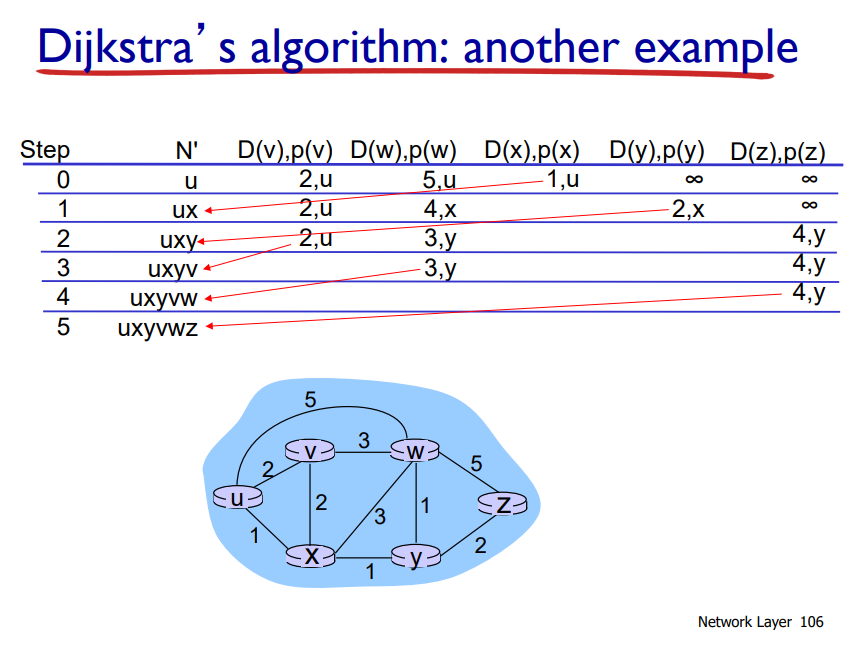 Dijkstra’s algorithm: another example
Step N' D(v),p(v) D(w),p(w) D(x),p(x) D(y),p(y) D(z),p(z)
0 u 2,u 5,u 1,u ∞ ∞
1 ux 2,u 4,x 2,x ∞
2 uxy 2,u 3,y 4,y
3 uxyv 3,y 4,y
4 uxyvw 4,y
5 uxyvwz
5
v 3 w
2 5
u 2 3 1 z
1 2
x 1 y
Network Layer 106